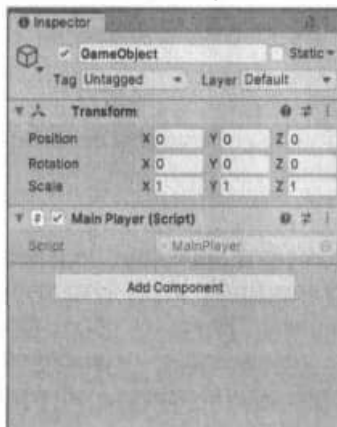 Inspector
GameObject Static
Tag Untagged Layer Default
Transform
Position X 0 Y 0 Z 0
Rotation X 0 Y 0 Z 0
Scale X 1 Y 1 Z 1
# Main Player (Script)
Script MainPlayer
Add Component